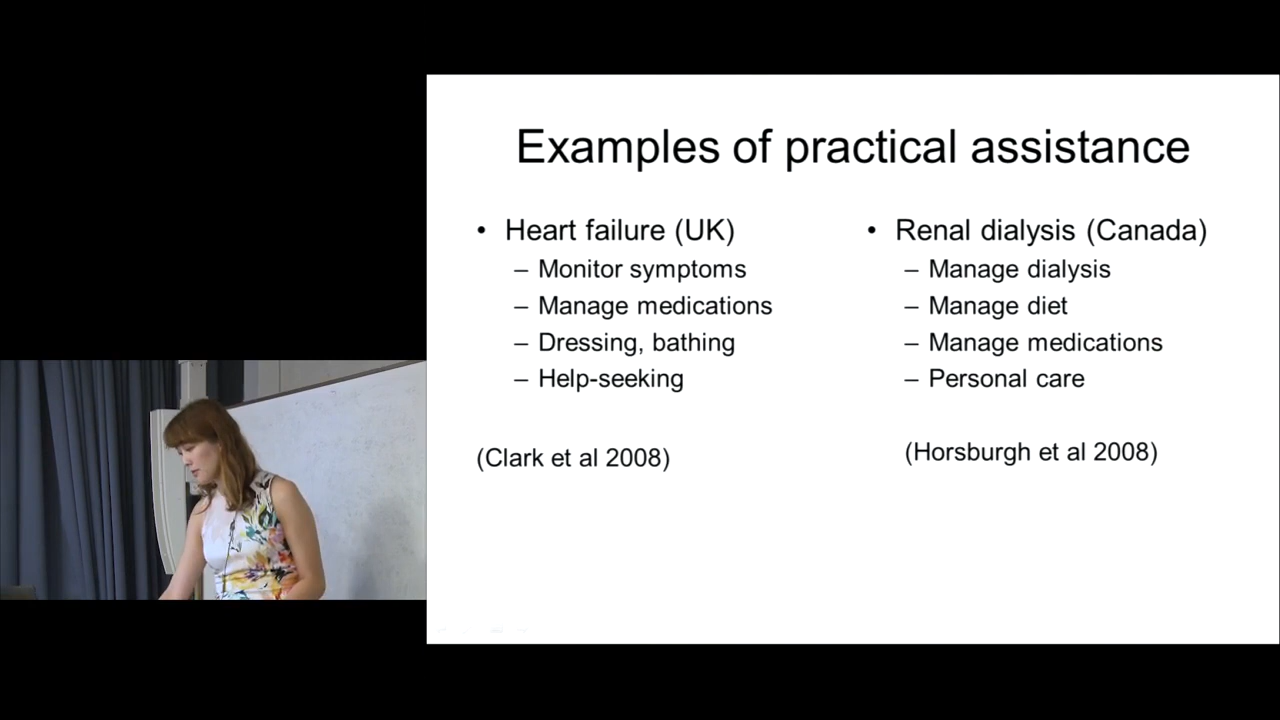 Examples of practical assistance
• Heart failure (UK)
– Monitor symptoms
– Manage medications
– Dressing, bathing
– Help-seeking
(Clark et al 2008)
• Renal dialysis (Canada)
– Manage dialysis
– Manage diet
– Manage medications
– Personal care
(Horsburgh et al 2008)